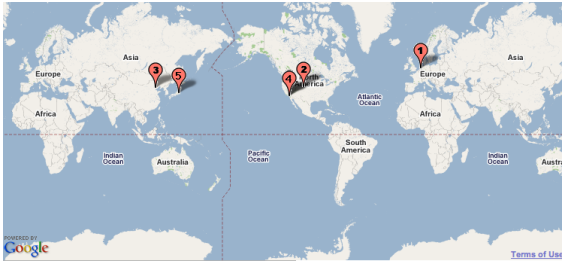 1
Asia
Asia
3
5
2
4
Europe
North
America
Europe
Atlantic
Ocean
Africa
Africa
South
America
Indian
Ocean
Australia
Pacific
Ocean
Indian
Ocean
Austra
POWERED BY
Google
Terms of Use